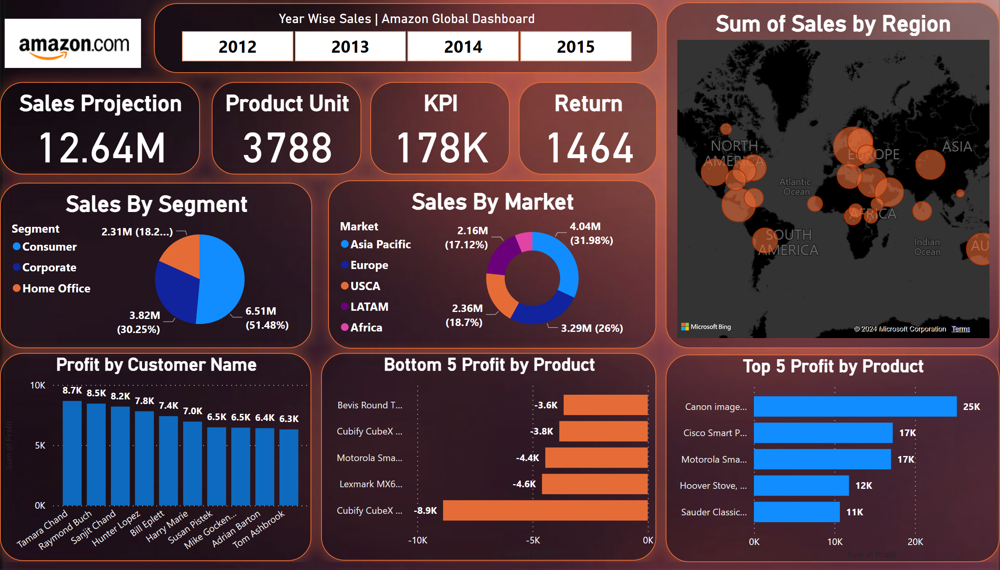 amazon.com
Year Wise Sales | Amazon Global Dashboard
2012
2013
2014
2015
Sales Projection
12.64M
Product Unit
3788
KPI
178K
Return
1464
Sum of Sales by Region
NORTH
AMERICA
EUROPE
ASIA
Atlantic
Ocean
AFRICA
SOUTH
AMERICA
Indian
Ocean
AU
Microsoft Bing
© 2024 Microsoft Corporation Terms
Sales By Segment
Segment
Consumer
Corporate
Home Office
2.31M (18.2...)
3.82M
(30.25%)
6.51M
(51.48%)
Sales By Market
Market
Asia Pacific
Europe
USCA
LATAM
Africa
2.16M
(17.12%)
4.04M
(31.98%)
2.36M
(18.7%)
3.29M (26%)
Profit by Customer Name
Sum of Profit
10K
5K
0K
8.7K
8.5K
8.2K
7.8K
7.4K
7.0K
6.5K
6.5K
6.4K
6.3K
Tamara Chand
Raymond Buch
Sanjit Chand
Hunter Lopez
Bill Eplett
Harry Marie
Susan Pistek
Mike Gocken...
Adrian Barton
Tom Ashbrook
Bottom 5 Profit by Product
Bevis Round T... -3.6K
Cubify CubeX ... -3.8K
Motorola Sma... -4.4K
Lexmark MX6... -4.6K
Cubify CubeX ... -8.9K
-10K -5K 0K
Sum of Profit
Top 5 Profit by Product
Canon image... 25K
Cisco Smart P... 17K
Motorola Sma... 17K
Hoover Stove, ... 12K
Sauder Classic... 11K
0K 10K 20K
Sum of Profit